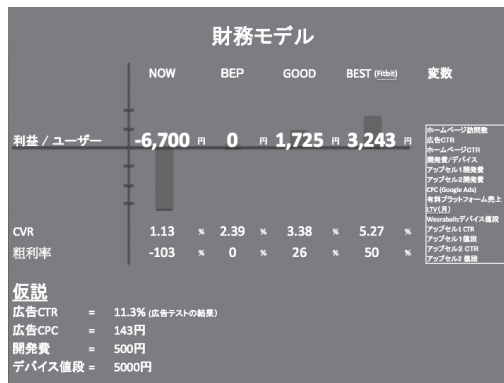 財務モデル
NOW BEP GOOD BEST (Fitbit) 変数
利益 / ユーザー -6,700 円 0 円 1,725 円 3,243 円
CVR 1.13 % 2.39 % 3.38 % 5.27 %
粗利率 -103 % 0 % 26 % 50 %
ホームページ訪問数
広告CTR
ホームページCTR
開発費/デバイス
アップセル1開発費
アップセル2開発費
CPC (Google Ads)
有料プラットフォーム売上
LTV(月)
Wearaballsデバイス値段
アップセル1 CTR
アップセル1 値段
アップセル2 CTR
アップセル2 値段
仮説
広告CTR = 11.3% (広告テストの結果)
広告CPC = 143円
開発費 = 500円
デバイス値段 = 5000円